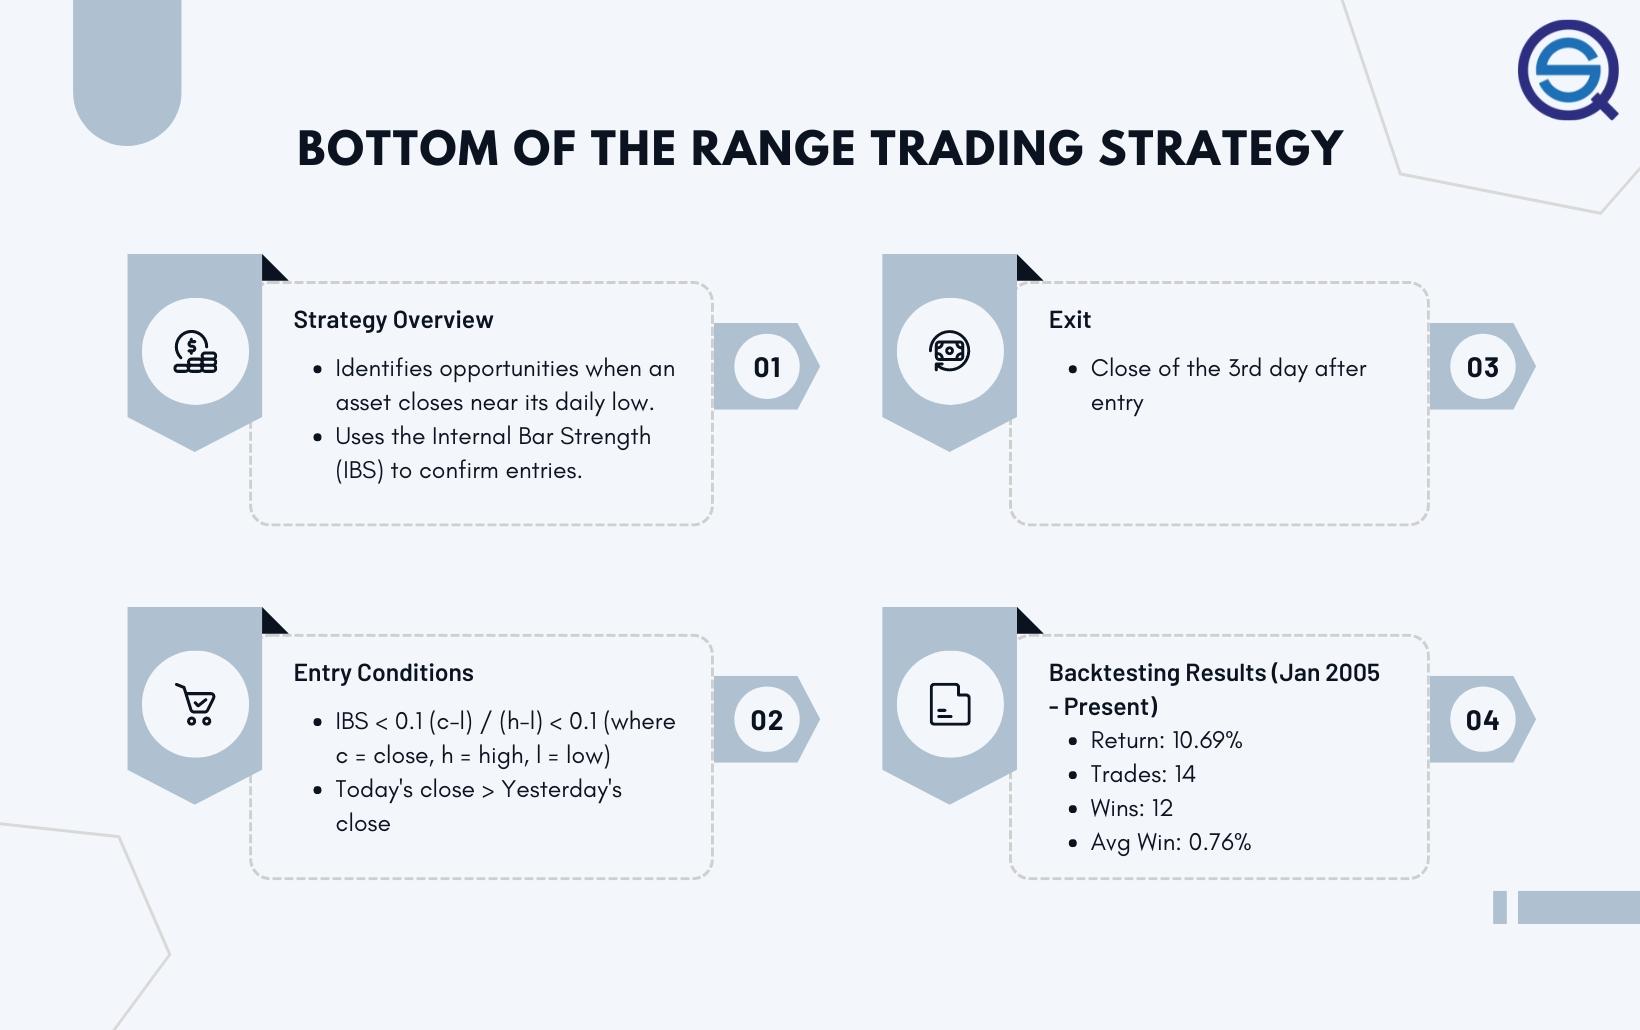 BOTTOM OF THE RANGE TRADING STRATEGY
Strategy Overview
• Identifies opportunities when an
asset closes near its daily low.
• Uses the Internal Bar Strength
(IBS) to confirm entries.
01
Entry Conditions
• IBS < 0.1 (c-l) / (h-l) < 0.1 (where
c = close, h = high, l = low)
• Today's close > Yesterday's
close
02
Exit
• Close of the 3rd day after
entry
03
Backtesting Results (Jan 2005
- Present)
• Return: 10.69%
• Trades: 14
• Wins: 12
• Avg Win: 0.76%
04